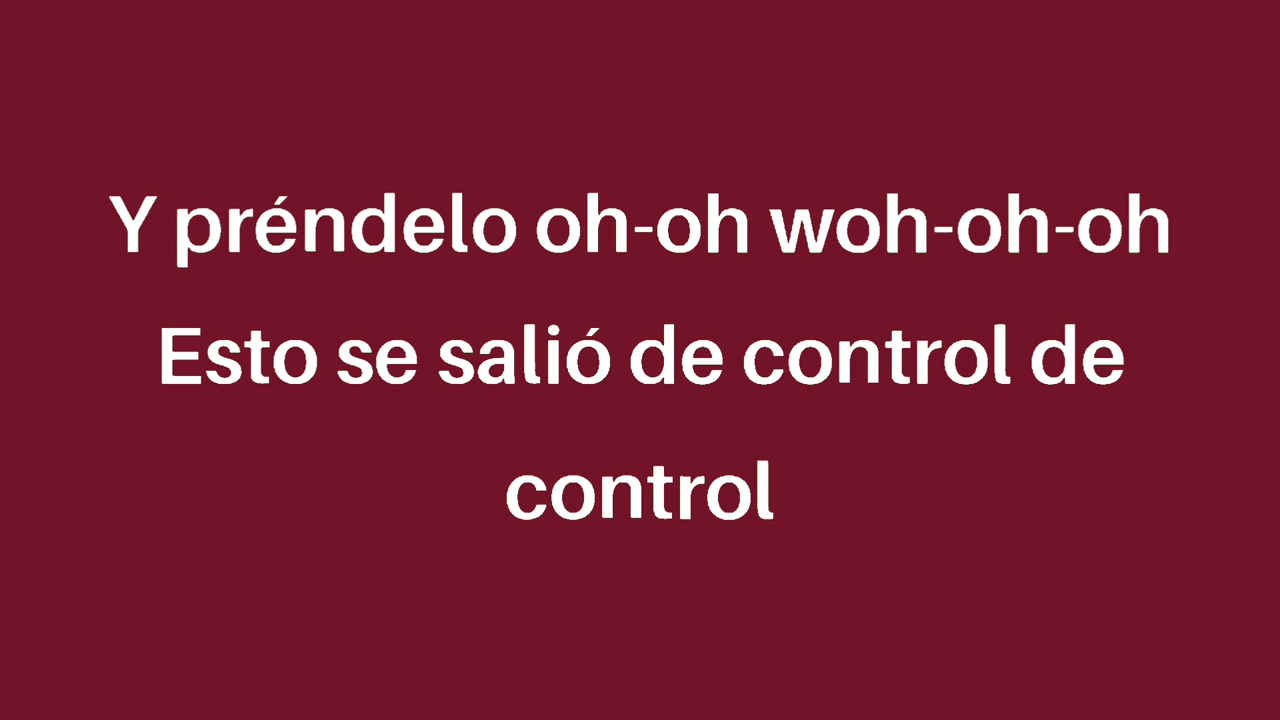 Y préndelo oh-oh woh-oh-oh
Esto se salió de control de
control